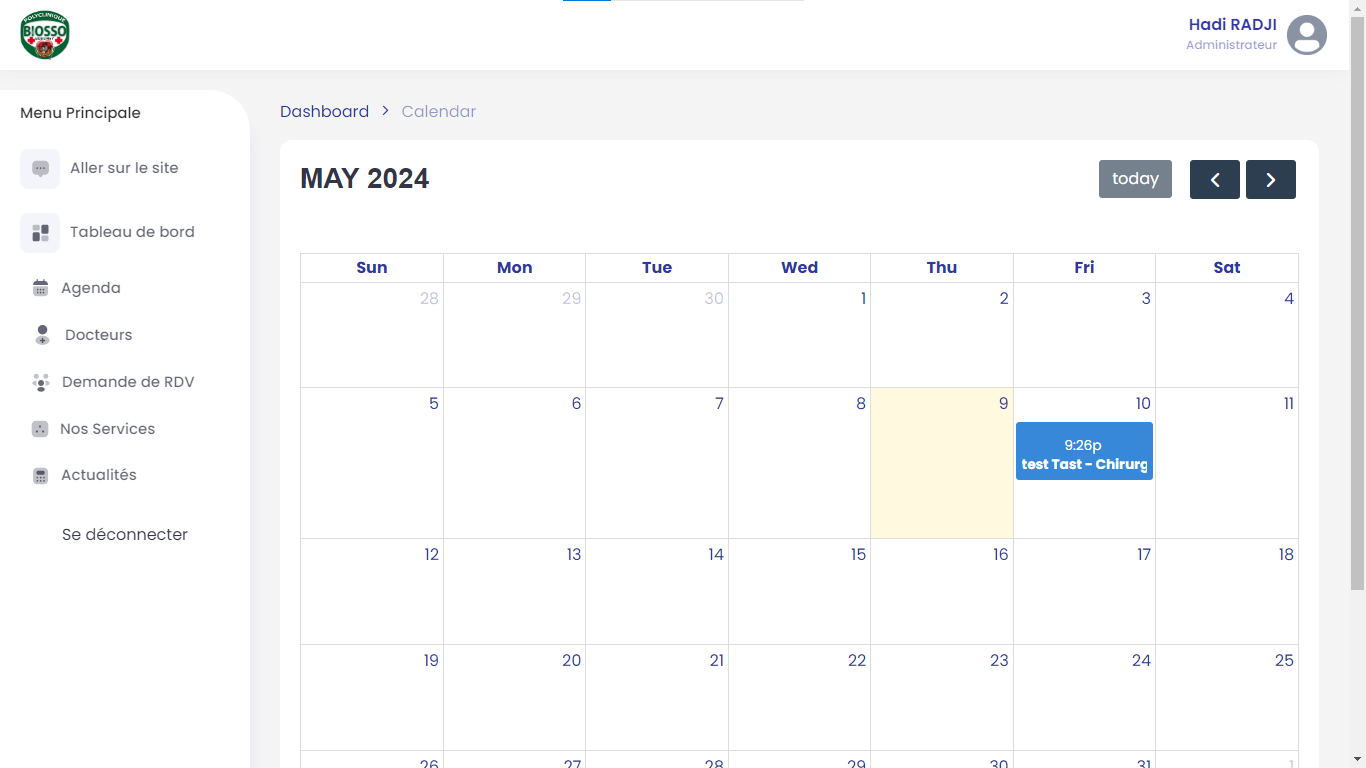 POLYCLINIQUE
BIOSSO
Hadi RADJI
Administrateur
Menu Principale
Aller sur le site
Tableau de bord
Agenda
Docteurs
Demande de RDV
Nos Services
Actualités
Se déconnecter
Dashboard > Calendar
MAY 2024
today
Sun Mon Tue Wed Thu Fri Sat
28 29 30 1 2 3 4
5 6 7 8 9 10 11
9:26p
test Tast - Chirurg
12 13 14 15 16 17 18
19 20 21 22 23 24 25
26 27 28 29 30 31 1